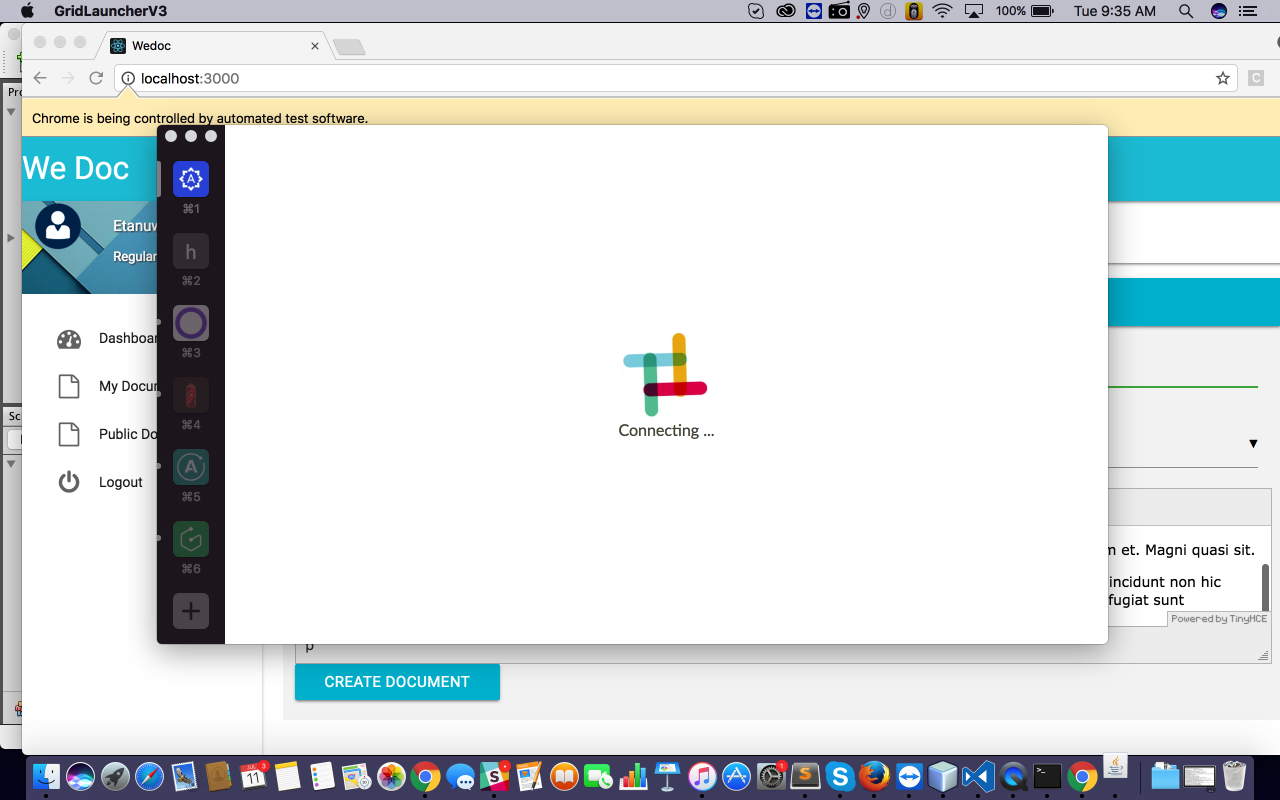 GridLauncherV3
100%
Tue 9:35 AM
Wedoc
localhost:3000
Chrome is being controlled by automated test software.
We Doc
Regular
Dashboar
My Docu
Public Do
Logout
⌘1
h
⌘2
⌘3
⌘4
A
⌘5
⌘6
Connecting ...
m et. Magni quasi sit.
incidunt non hic
fugiat sunt
Powered by TinyMCE
p
CREATE DOCUMENT
JUL
11
3